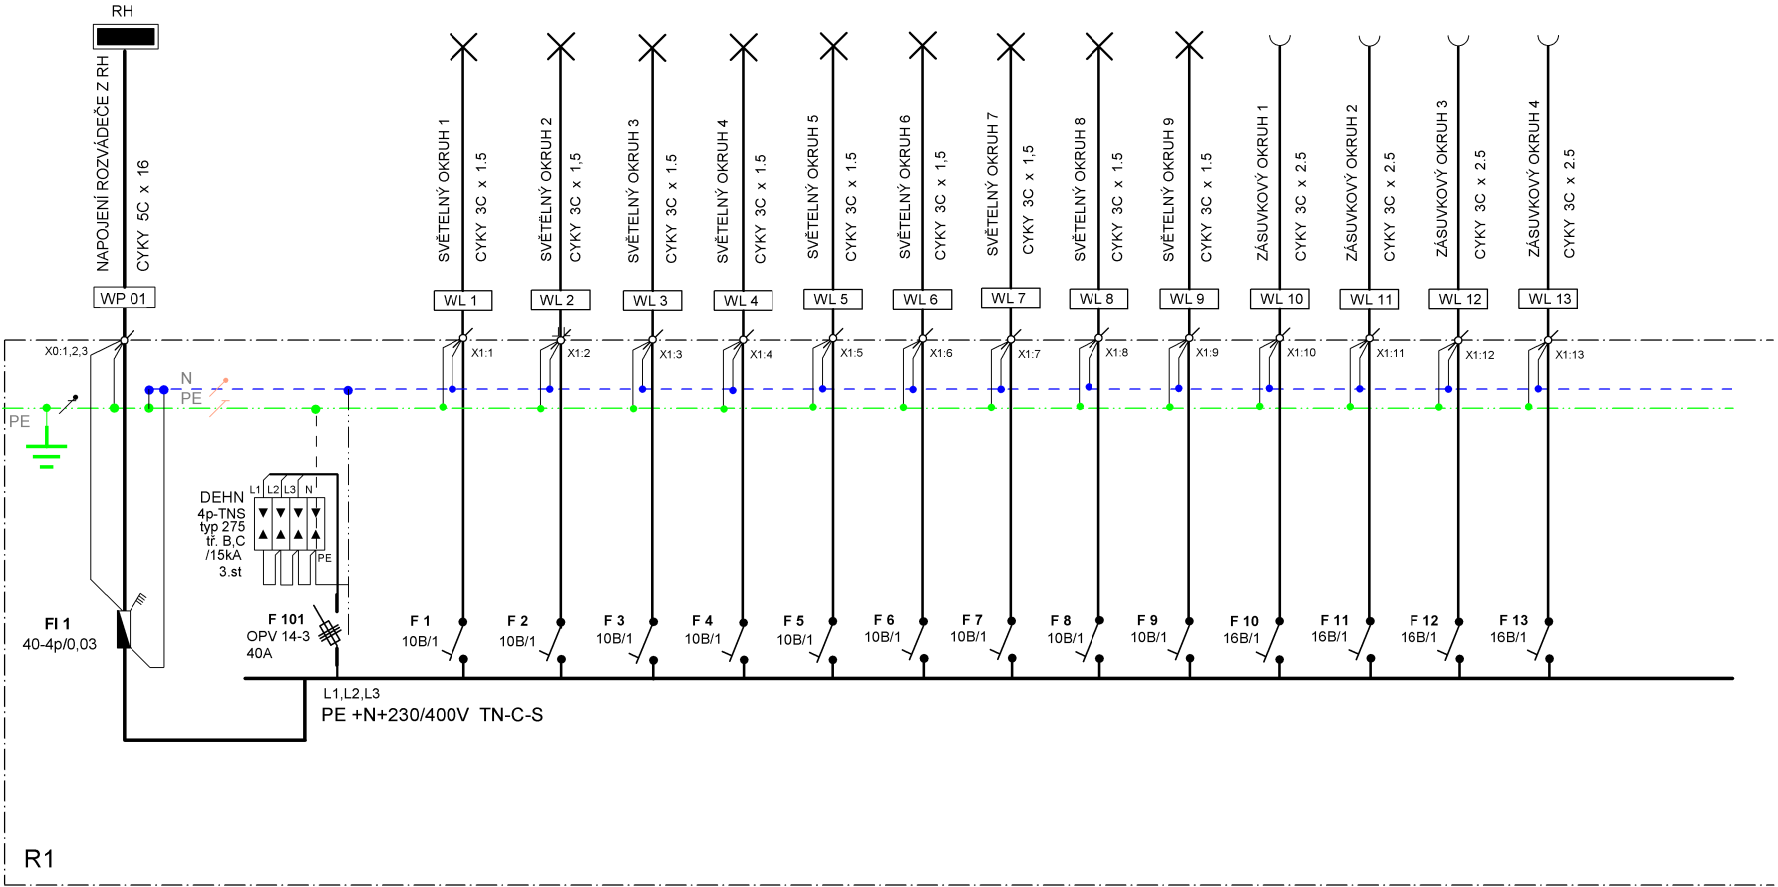 RH
NAPOJENÍ ROZVÁDĚČE Z RH
CYKY 5C x 16
SVĚTELNÝ OKRUH 1
CYKY 3C x 1.5
SVĚTELNÝ OKRUH 2
CYKY 3C x 1,5
SVĚTELNÝ OKRUH 3
CYKY 3C x 1.5
SVĚTELNÝ OKRUH 4
CYKY 3C x 1.5
SVĚTELNÝ OKRUH 5
CYKY 3C x 1.5
SVĚTELNÝ OKRUH 6
CYKY 3C x 1,5
SVĚTELNÝ OKRUH 7
CYKY 3C x 1,5
SVĚTELNÝ OKRUH 8
CYKY 3C x 1.5
SVĚTELNÝ OKRUH 9
CYKY 3C x 1.5
ZÁSUVKOVÝ OKRUH 1
CYKY 3C x 2.5
ZÁSUVKOVÝ OKRUH 2
CYKY 3C x 2.5
ZÁSUVKOVÝ OKRUH 3
CYKY 3C x 2.5
ZÁSUVKOVÝ OKRUH 4
CYKY 3C x 2.5
WP 01
WL 1
WL 2
WL 3
WL 4
WL 5
WL 6
WL 7
WL 8
WL 9
WL 10
WL 11
WL 12
WL 13
X0:1,2,3
X1:1
X1:2
X1:3
X1:4
X1:5
X1:6
X1:7
X1:8
X1:9
X1:10
X1:11
X1:12
X1:13
N
PE
PE
L1
L2
L3
N
DEHN
4p-TNS
typ 275
tř. B,C
/15kA
3.st
PE
FI 1
40-4p/0,03
F 101
OPV 14-3
40A
F 1
10B/1
F 2
10B/1
F 3
10B/1
F 4
10B/1
F 5
10B/1
F 6
10B/1
F 7
10B/1
F 8
10B/1
F 9
10B/1
F 10
16B/1
F 11
16B/1
F 12
16B/1
F 13
16B/1
L1,L2,L3
PE +N+230/400V TN-C-S
R1